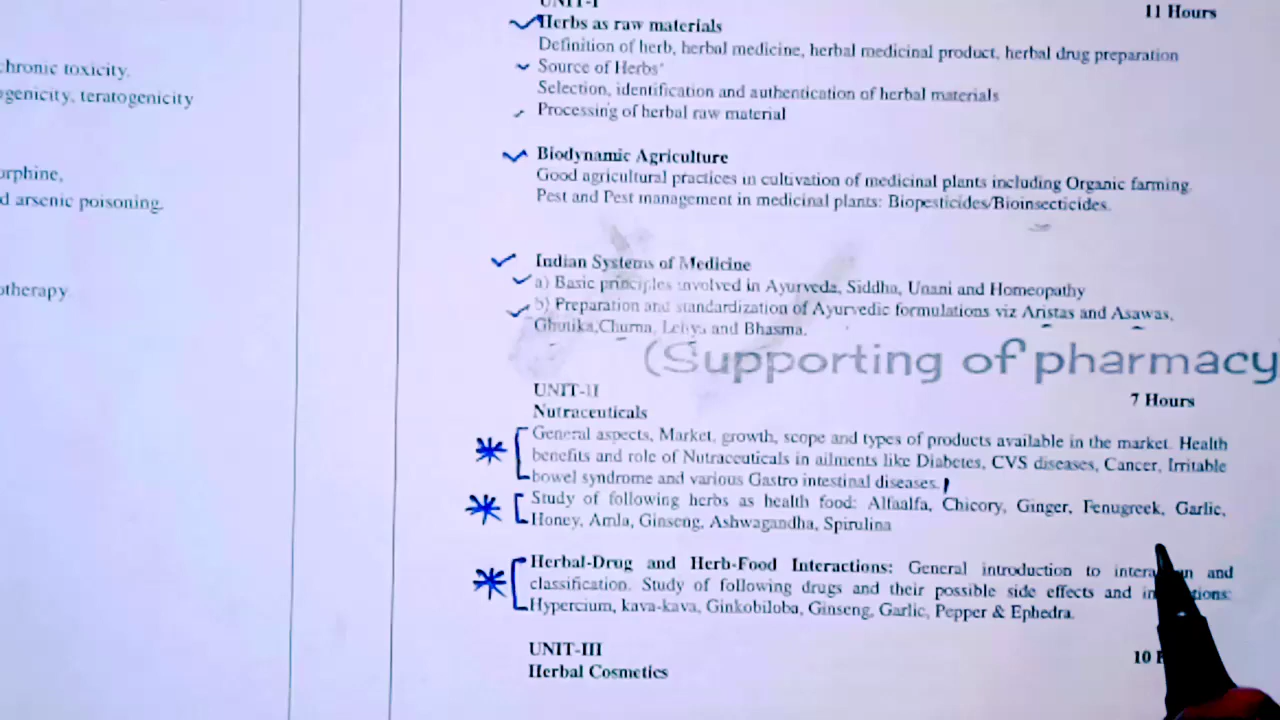 chronic toxicity.
genicity, teratogenicity
orphine,
d arsenic poisoning.
otherapy
UNIT-I
11 Hours
Herbs as raw materials
Definition of herb, herbal medicine, herbal medicinal product, herbal drug preparation
Source of Herbs
Selection, identification and authentication of herbal materials
Processing of herbal raw material
Biodynamic Agriculture
Good agricultural practices in cultivation of medicinal plants including Organic farming.
Pest and Pest management in medicinal plants: Biopesticides/Bioinsecticides.
Indian Systems of Medicine
a) Basic principles involved in Ayurveda, Siddha, Unani and Homeopathy
b) Preparation and standardization of Ayurvedic formulations viz Aristas and Asawas,
Ghutika,Churna, Lehya and Bhasma.
(Supporting of pharmacy
UNIT-II
7 Hours
Nutraceuticals
General aspects, Market, growth, scope and types of products available in the market. Health
benefits and role of Nutraceuticals in ailments like Diabetes, CVS diseases, Cancer, Irritable
bowel syndrome and various Gastro intestinal diseases.
Study of following herbs as health food: Alfaalfa, Chicory, Ginger, Fenugreek, Garlic,
Honey, Amla, Ginseng, Ashwagandha, Spirulina
Herbal-Drug and Herb-Food Interactions: General introduction to and
classification. Study of following drugs and their possible side effects and
Hypercium, kava-kava, Ginkobiloba, Ginseng, Garlic, Pepper & Ephedra.
UNIT-III
10
Herbal Cosmetics